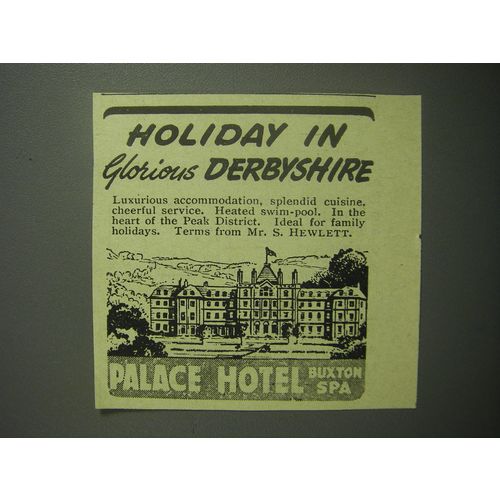 HOLIDAY IN
Glorious DERBYSHIRE
Luxurious accommodation, splendid cuisine,
cheerful service. Heated swim-pool. In the
heart of the Peak District. Ideal for family
holidays. Terms from Mr. S. HEWLETT.
PALACE HOTEL BUXTON
SPA